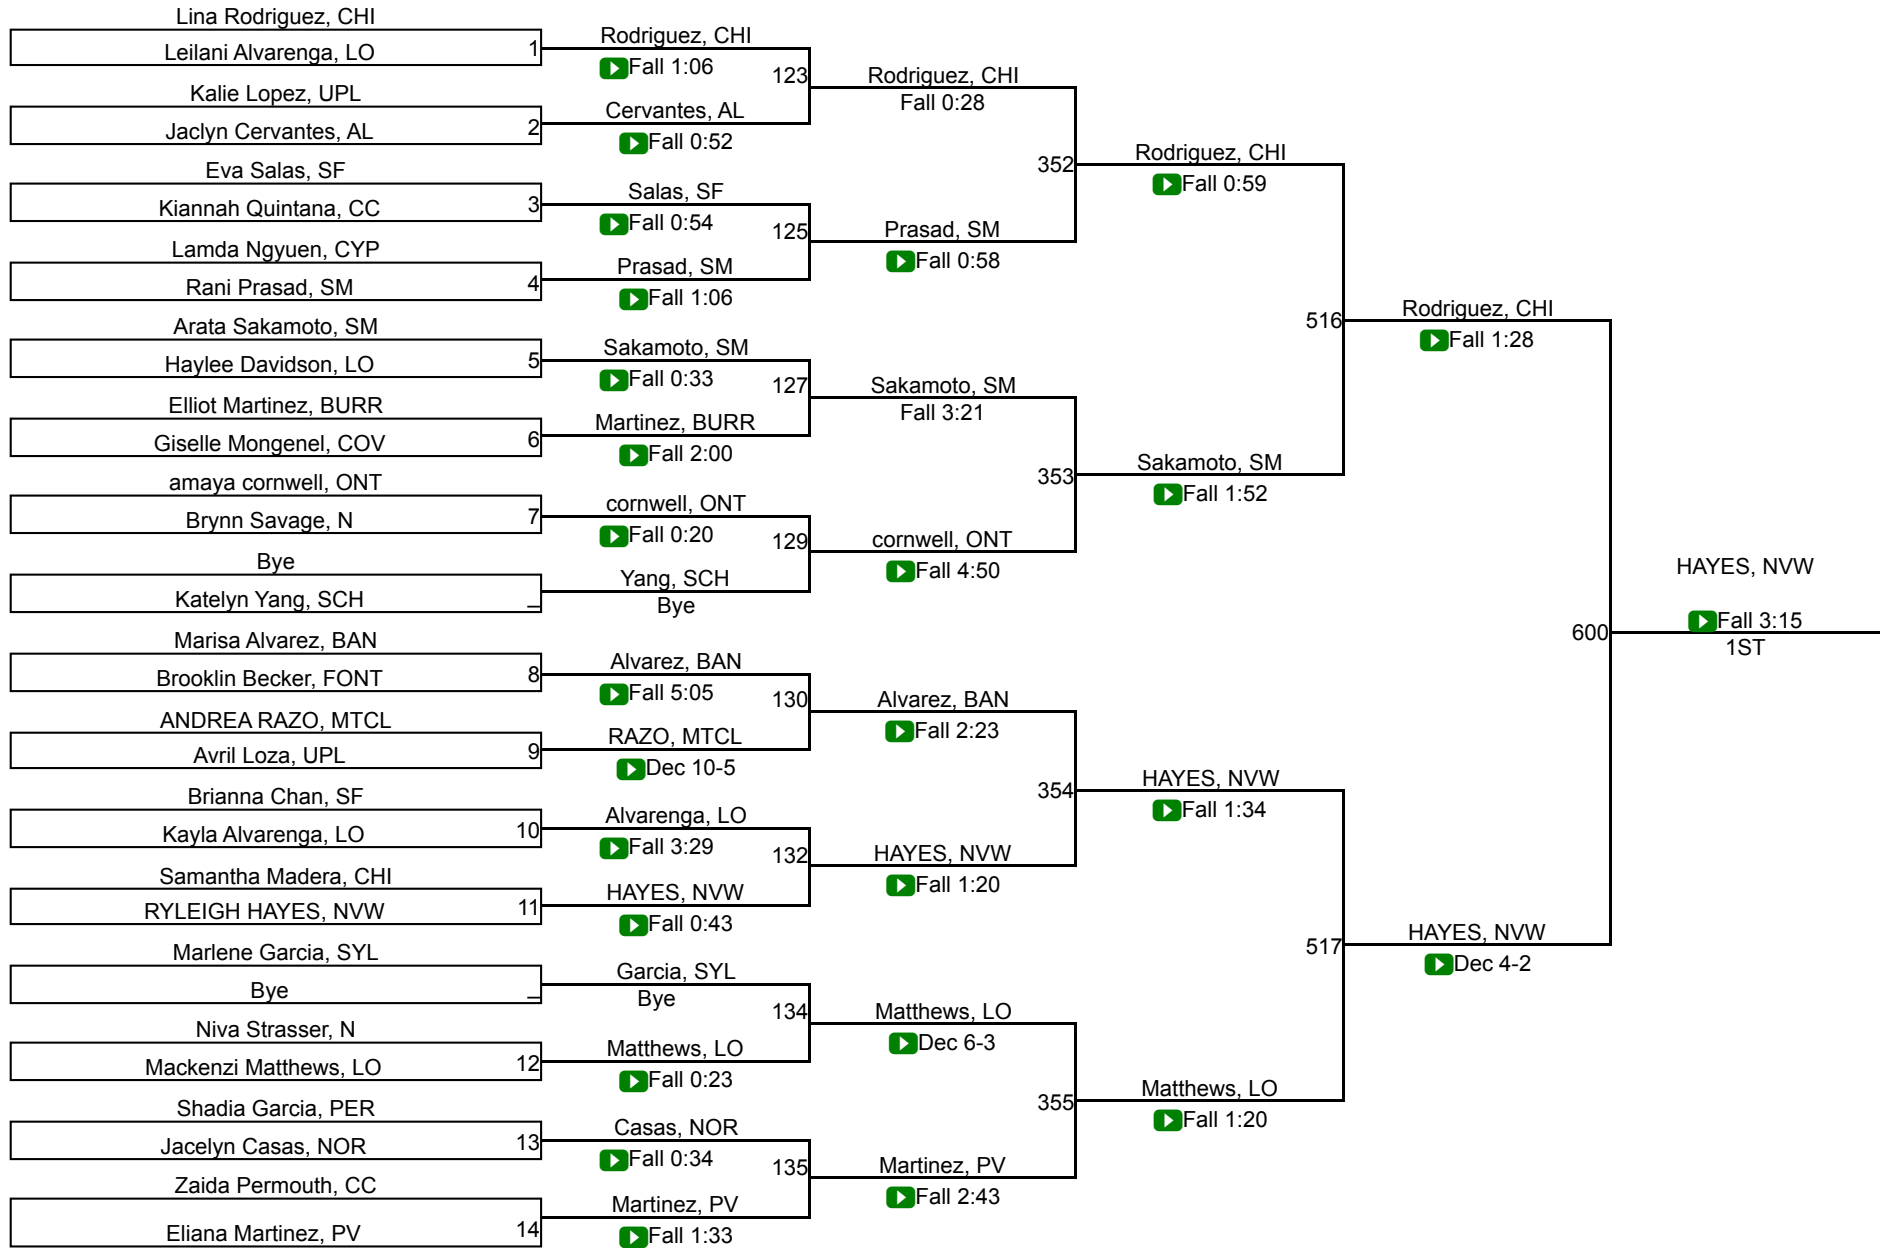 Lina Rodriguez, CHI
Leilani Alvarenga, LO
1
Kalie Lopez, UPL
Jaclyn Cervantes, AL
2
Eva Salas, SF
Kiannah Quintana, CC
3
Lamda Ngyuen, CYP
Rani Prasad, SM
4
Arata Sakamoto, SM
Haylee Davidson, LO
5
Elliot Martinez, BURR
Giselle Mongenel, COV
6
amaya cornwell, ONT
Brynn Savage, N
7
Bye
Katelyn Yang, SCH
_
Marisa Alvarez, BAN
Brooklin Becker, FONT
8
ANDREA RAZO, MTCL
Avril Loza, UPL
9
Brianna Chan, SF
Kayla Alvarenga, LO
10
Samantha Madera, CHI
RYLEIGH HAYES, NVW
11
Marlene Garcia, SYL
Bye
_
Niva Strasser, N
Mackenzi Matthews, LO
12
Shadia Garcia, PER
Jacelyn Casas, NOR
13
Zaida Permouth, CC
Eliana Martinez, PV
14
Rodriguez, CHI
Fall 1:06
123
Cervantes, AL
Fall 0:52
Salas, SF
Fall 0:54
125
Prasad, SM
Fall 1:06
Sakamoto, SM
Fall 0:33
127
Martinez, BURR
Fall 2:00
cornwell, ONT
Fall 0:20
129
Yang, SCH
Bye
Alvarez, BAN
Fall 5:05
130
RAZO, MTCL
Dec 10-5
Alvarenga, LO
Fall 3:29
132
HAYES, NVW
Fall 0:43
Garcia, SYL
Bye
134
Matthews, LO
Fall 0:23
Casas, NOR
Fall 0:34
135
Martinez, PV
Fall 1:33
Rodriguez, CHI
Fall 0:28
352
Prasad, SM
Fall 0:58
Sakamoto, SM
Fall 3:21
353
cornwell, ONT
Fall 4:50
Alvarez, BAN
Fall 2:23
354
HAYES, NVW
Fall 1:20
Matthews, LO
Dec 6-3
355
Martinez, PV
Fall 2:43
Rodriguez, CHI
Fall 0:59
516
Sakamoto, SM
Fall 1:52
HAYES, NVW
Fall 1:34
517
Matthews, LO
Fall 1:20
Rodriguez, CHI
Fall 1:28
600
HAYES, NVW
Dec 4-2
HAYES, NVW
Fall 3:15
1ST